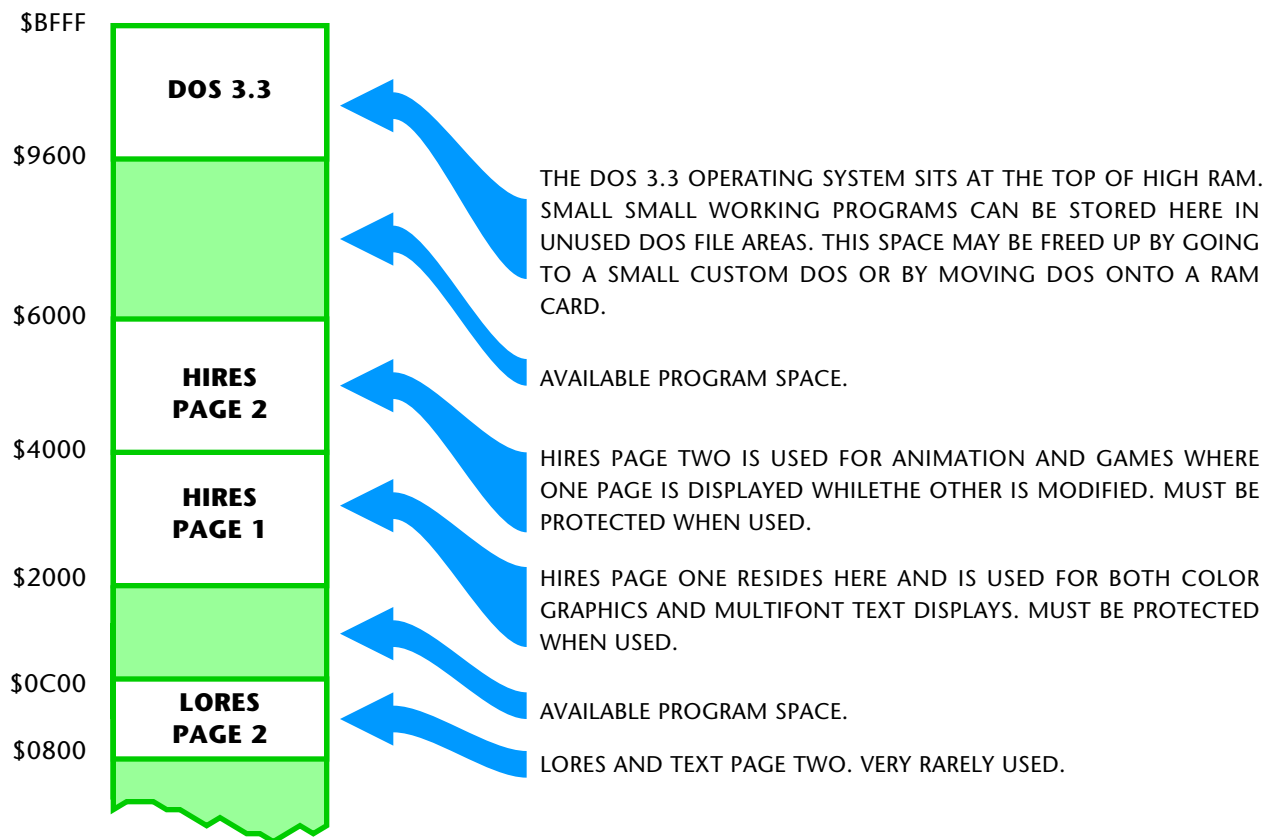 $BFFF
DOS 3.3
$9600
THE DOS 3.3 OPERATING SYSTEM SITS AT THE TOP OF HIGH RAM.
SMALL SMALL WORKING PROGRAMS CAN BE STORED HERE IN
UNUSED DOS FILE AREAS. THIS SPACE MAY BE FREED UP BY GOING
TO A SMALL CUSTOM DOS OR BY MOVING DOS ONTO A RAM
CARD.
$6000
HIRES
PAGE 2
AVAILABLE PROGRAM SPACE.
$4000
HIRES PAGE TWO IS USED FOR ANIMATION AND GAMES WHERE
ONE PAGE IS DISPLAYED WHILETHE OTHER IS MODIFIED. MUST BE
PROTECTED WHEN USED.
HIRES
PAGE 1
$2000
HIRES PAGE ONE RESIDES HERE AND IS USED FOR BOTH COLOR
GRAPHICS AND MULTIFONT TEXT DISPLAYS. MUST BE PROTECTED
WHEN USED.
$0C00
LORES
PAGE 2
AVAILABLE PROGRAM SPACE.
$0800
LORES AND TEXT PAGE TWO. VERY RARELY USED.